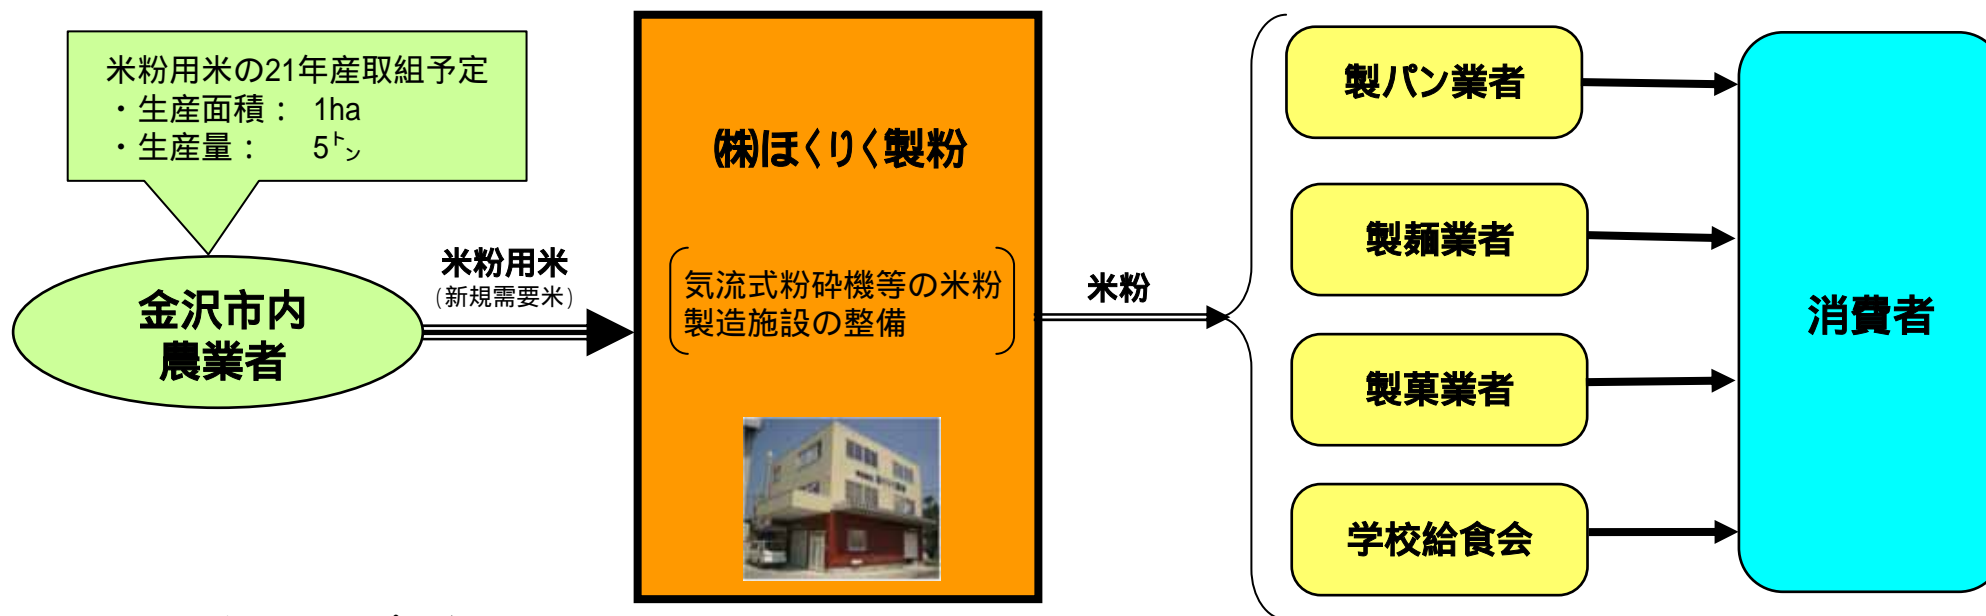 米粉用米の21年産取組予定
・生産面積： 1ha
・生産量： 5トン
金沢市内
農業者
米粉用米
（新規需要米）
㈱ほくりく製粉
気流式粉砕機等の米粉
製造施設の整備
米粉
製パン業者
製麺業者
製菓業者
学校給食会
消費者